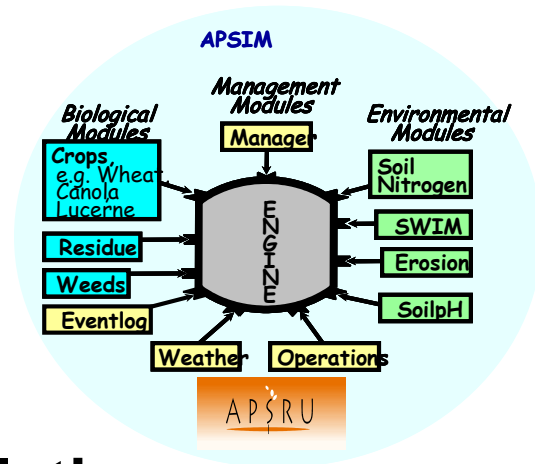 APSIM
Management
Modules
Biological
Modules
Environmental
Modules
Manager
Crops,
e.g. Wheat,
Canola
Lucerne
Residue
Weeds
Eventlog
ENGINE
Soil
Nitrogen
SWIM
Erosion
SoilpH
Weather
Operations
APSRU